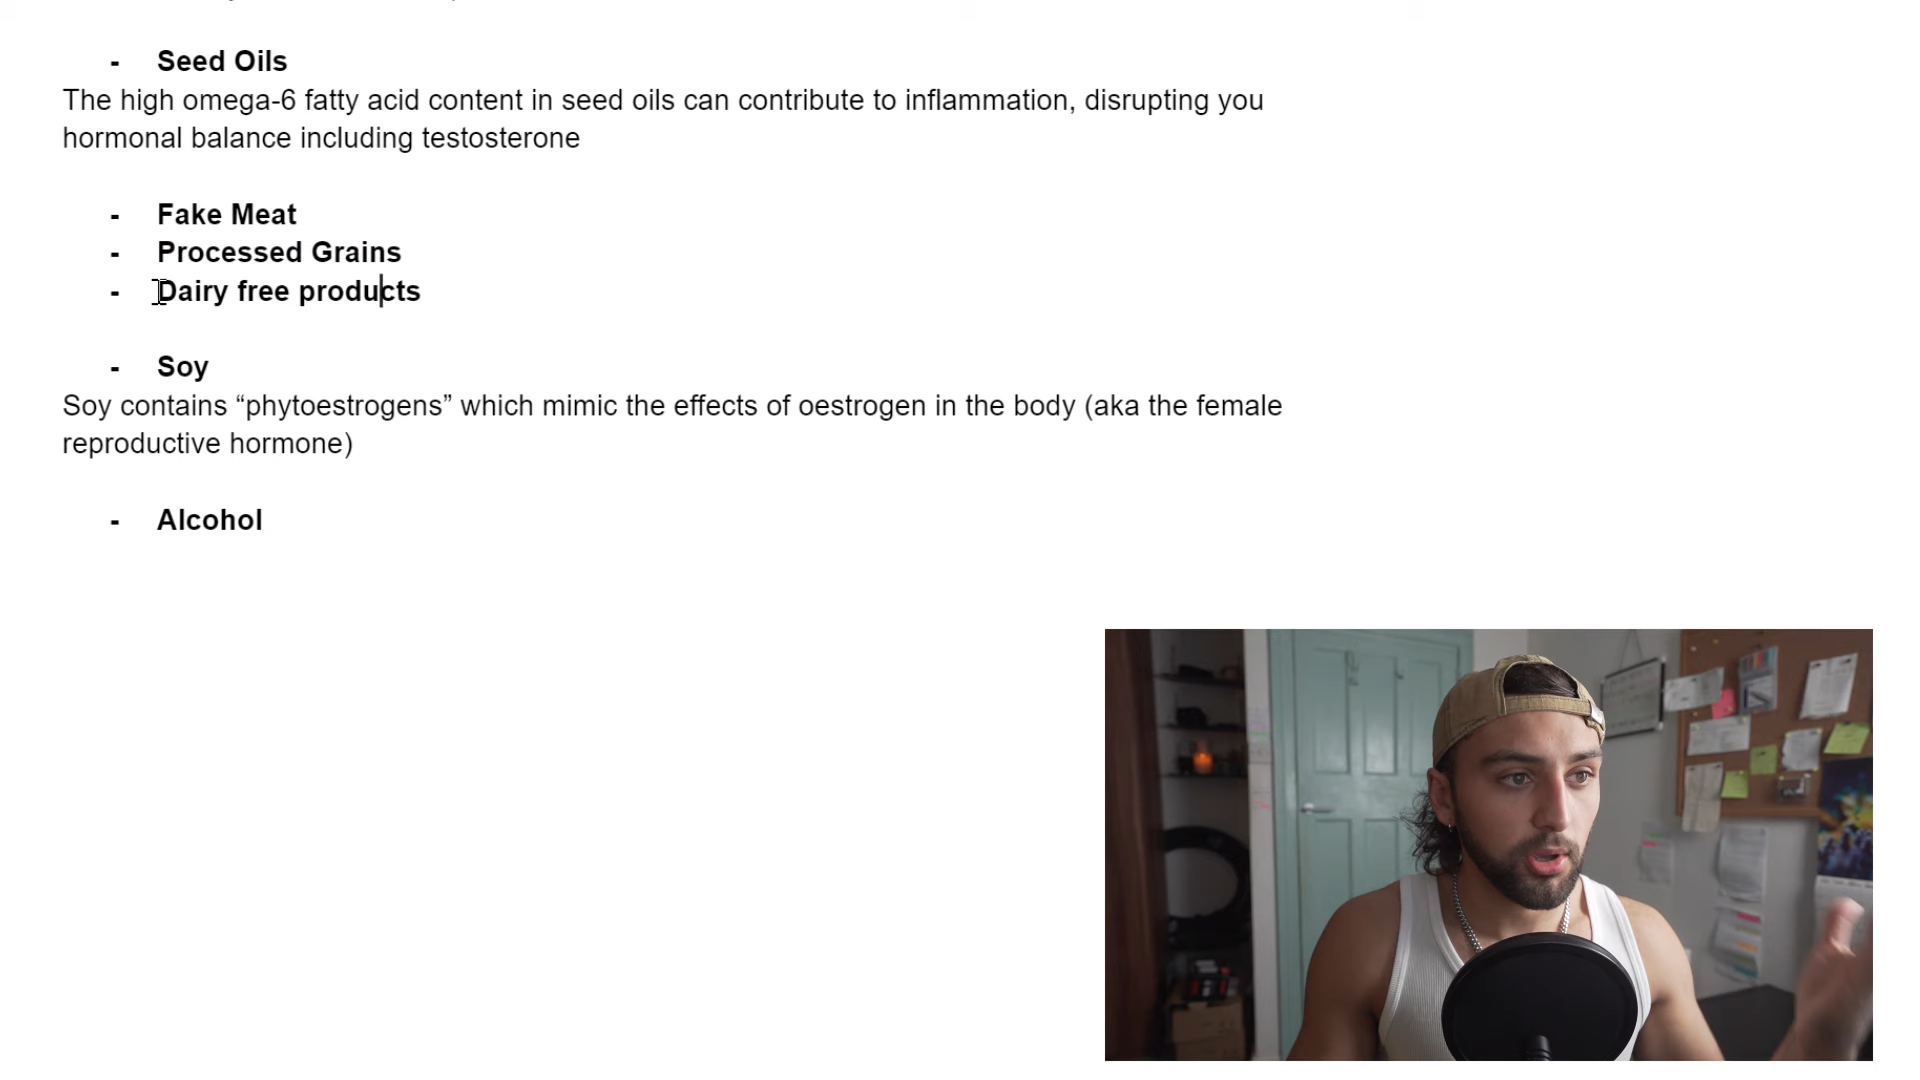 - Seed Oils
The high omega-6 fatty acid content in seed oils can contribute to inflammation, disrupting you
hormonal balance including testosterone
- Fake Meat
- Processed Grains
- Dairy free products
- Soy
Soy contains “phytoestrogens” which mimic the effects of oestrogen in the body (aka the female
reproductive hormone)
- Alcohol